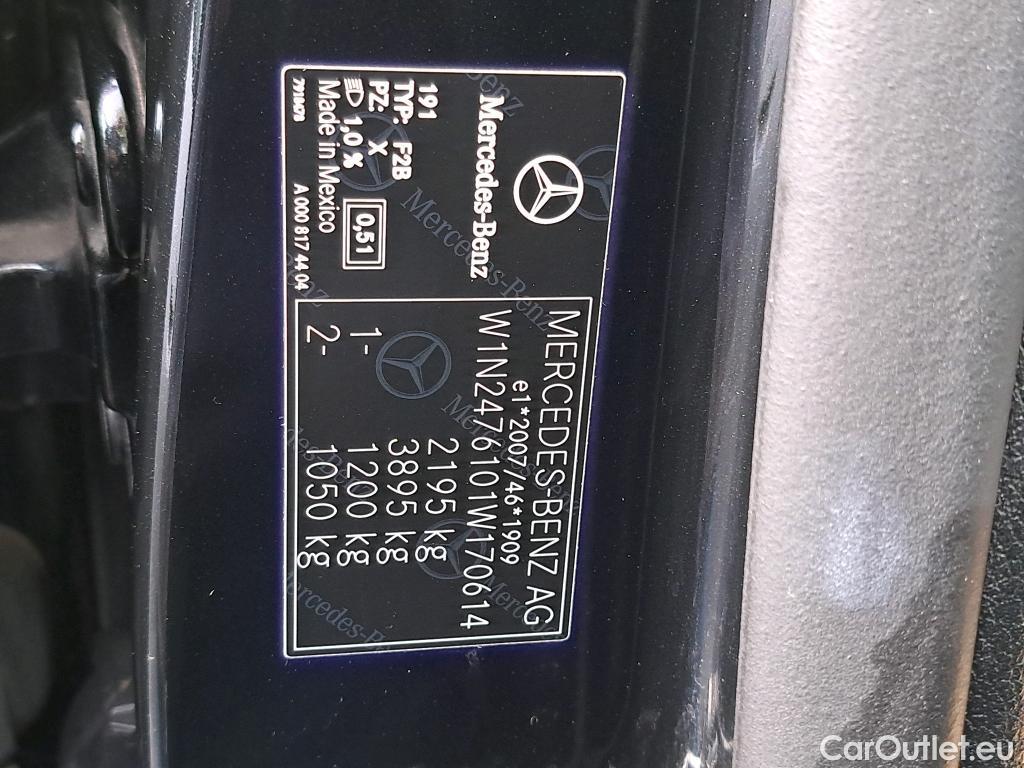 Mercedes-Benz
191
TYP: F2B
PZ: X
1,0 % 0,51
Made in Mexico
7910678 A 000 817 44 04
MERCEDES-BENZ AG
e1*2007/46*1909
W1N2476101W170614
2195 kg
3895 kg
1- 1200 kg
2- 1050 kg
CarOutlet.eu